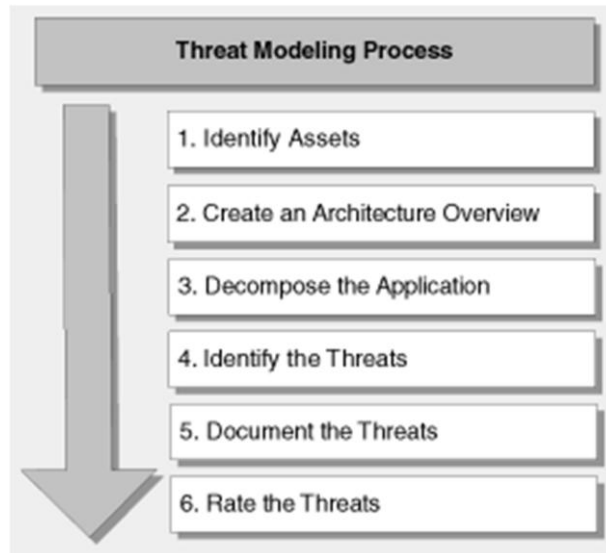 Threat Modeling Process
1. Identify Assets
2. Create an Architecture Overview
3. Decompose the Application
4. Identify the Threats
5. Document the Threats
6. Rate the Threats